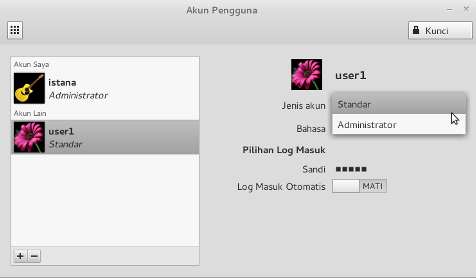 Akun Pengguna
Kunci
Akun Saya
istana
Administrator
Akun Lain
user1
Standar
user1
Jenis akun
Standar
Administrator
Bahasa
Pilihan Log Masuk
Sandi
Log Masuk Otomatis
MATI